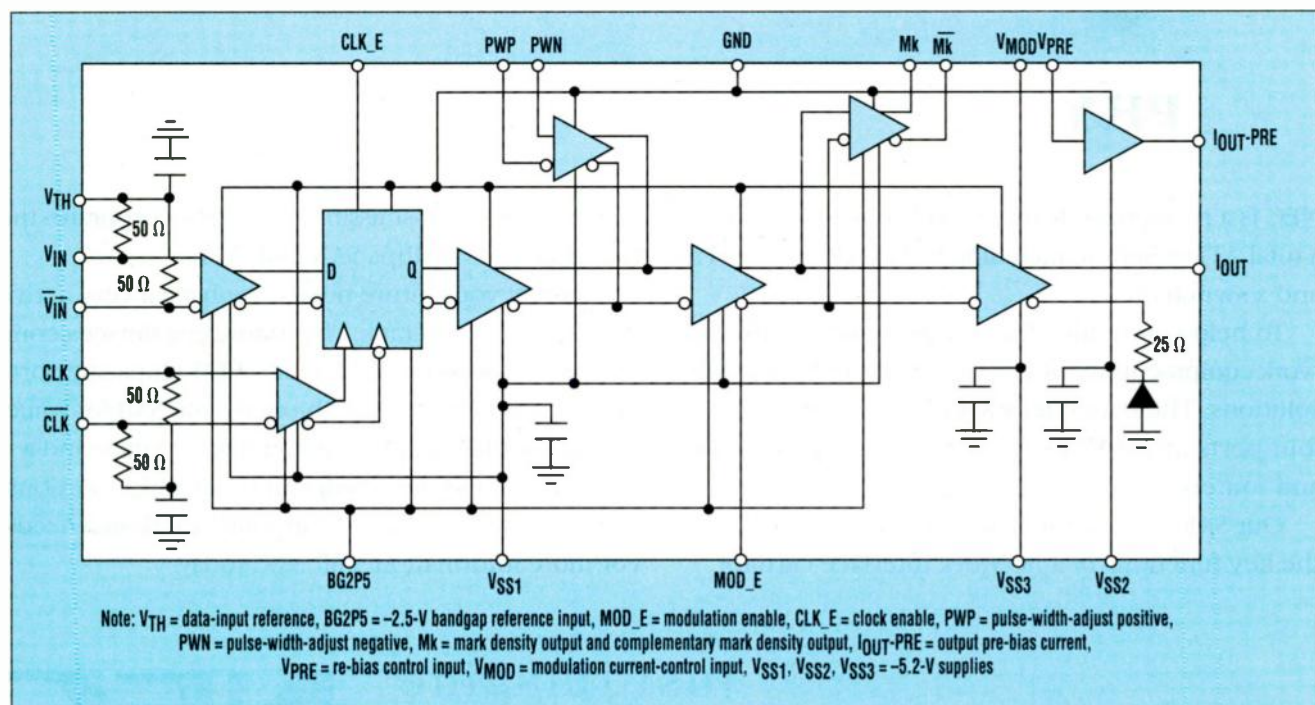 CLK_E PWP PWN GND Mk M̅k̅ VMOD VPRE
IOUT-PRE
VTH
50 Ω
VIN
50 Ω
V̅I̅N̅
D Q
IOUT
25 Ω
CLK
50 Ω
C̅L̅K̅
50 Ω
BG2P5 VSS1 MOD_E VSS3 VSS2
Note: VTH = data-input reference, BG2P5 = –2.5-V bandgap reference input, MOD_E = modulation enable, CLK_E = clock enable, PWP = pulse-width-adjust positive,
PWN = pulse-width-adjust negative, Mk = mark density output and complementary mark density output, IOUT-PRE = output pre-bias current,
VPRE = re-bias control input, VMOD = modulation current-control input, VSS1, VSS2, VSS3 = –5.2-V supplies